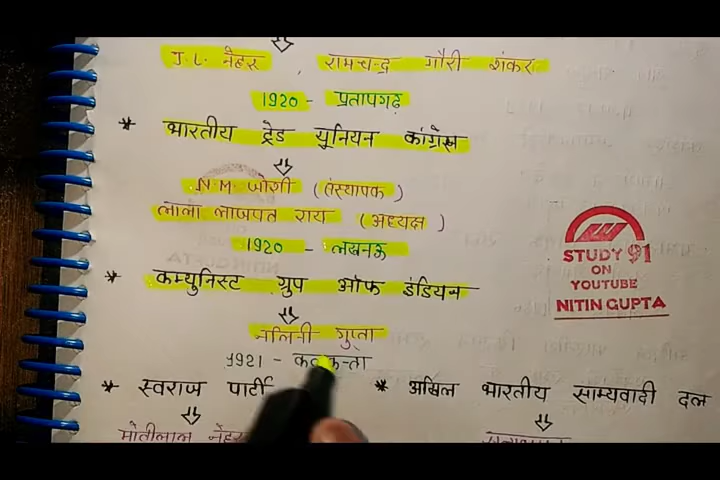 J.L. नेहरू , रामचन्द्र गौरी शंकर
1920 - प्रतापगढ़
* भारतीय ट्रेड यूनियन कांग्रेस
N.M. जोशी (संस्थापक)
लाला लाजपत राय (अध्यक्ष)
1920 - लखनऊ
* कम्युनिस्ट ग्रुप ऑफ इंडियन
नलिनी गुप्ता
1921 - कलकत्ता
* स्वराज पार्टी * अखिल भारतीय साम्यवादी दल
मोतीलाल नेहरू
STUDY 91
ON
YOUTUBE
NITIN GUPTA